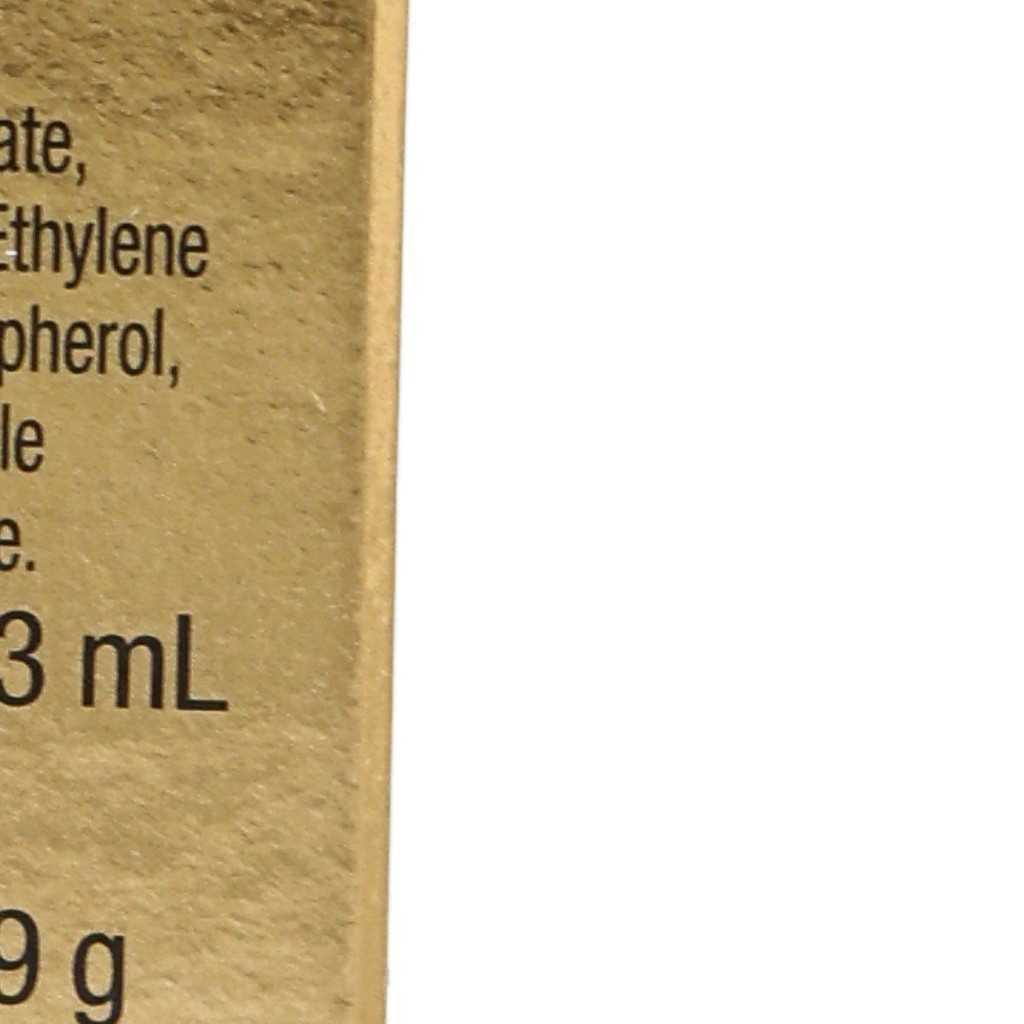 ate,
Ethylene
pherol,
le
e.
3 mL
9 g